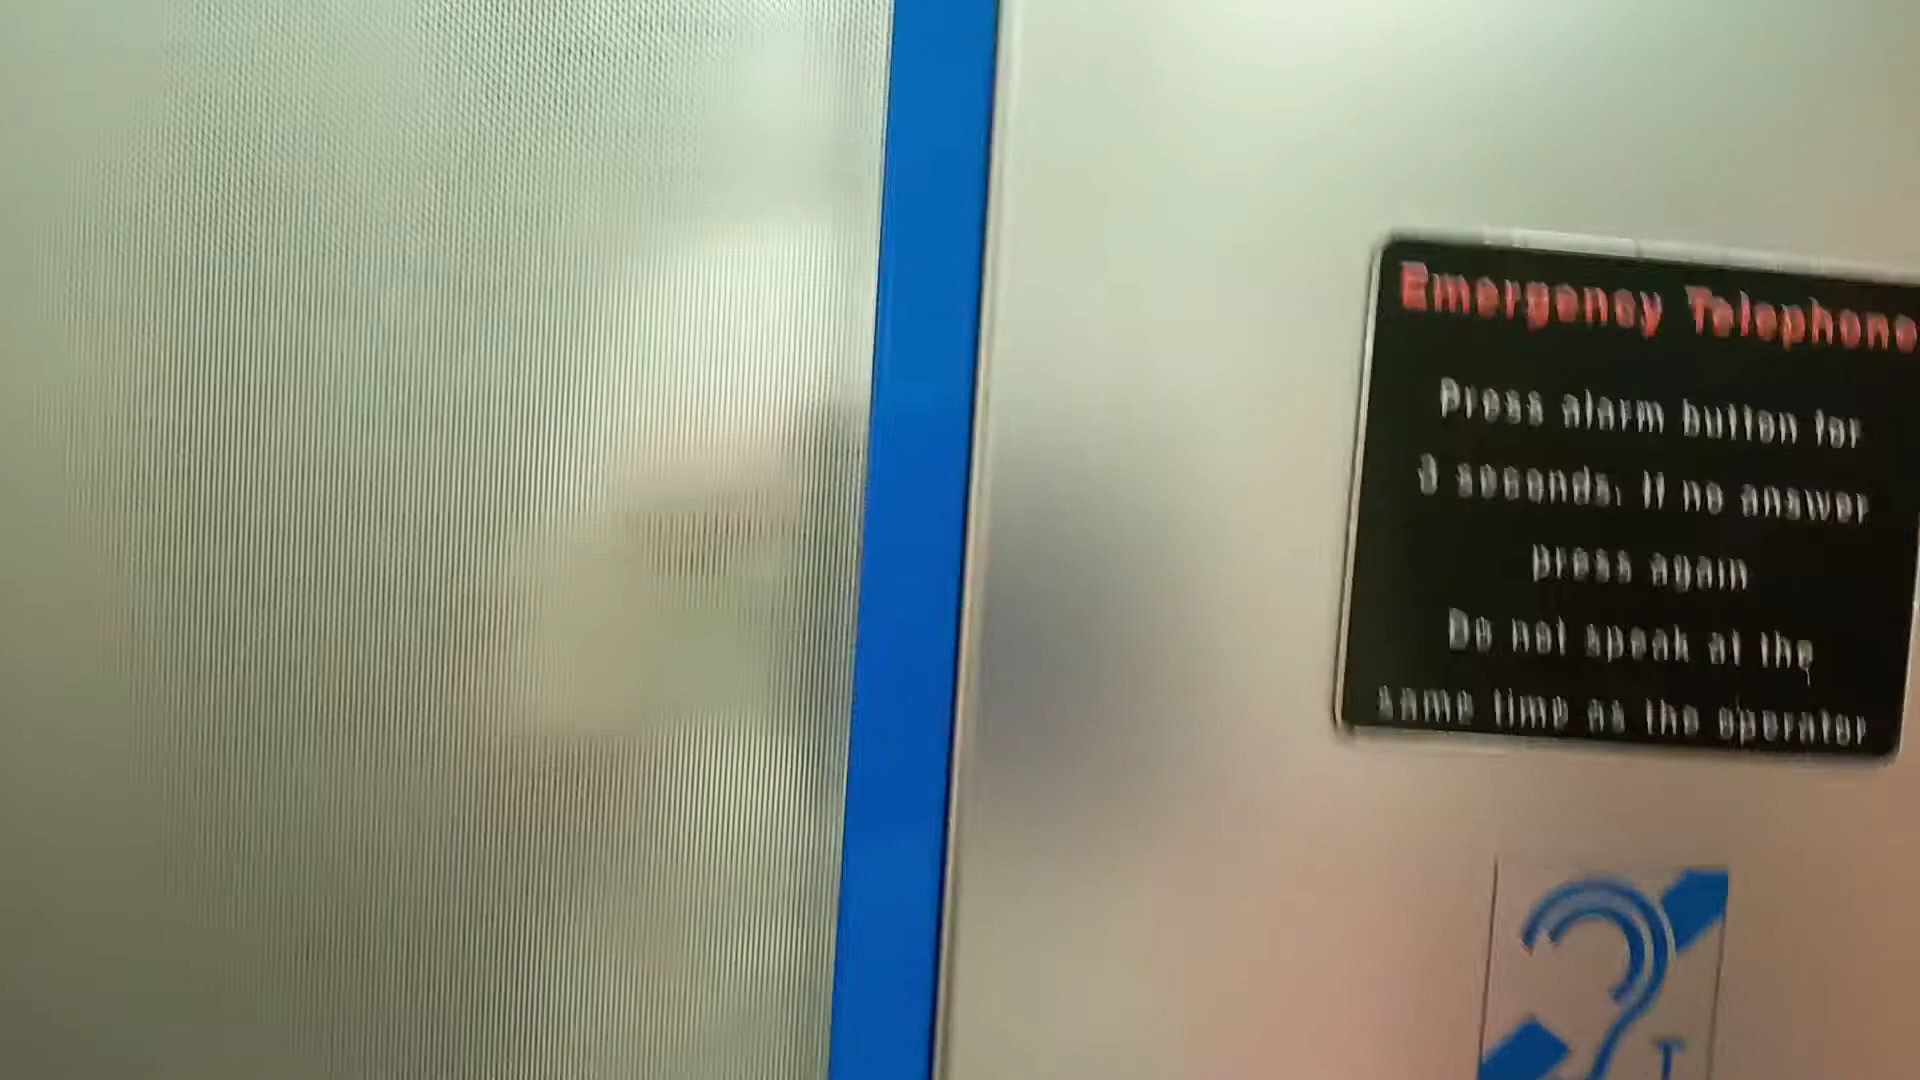 Emergency Telephone
Press alarm button for
3 seconds. If no answer
press again
Do not speak at the
same time as the operator
T